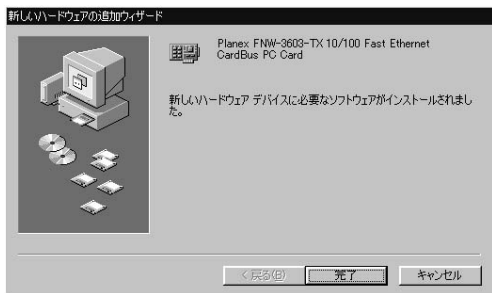 新しいハードウェアの追加ウィザード
Planex FNW-3603-TX 10/100 Fast Ethernet
CardBus PC Card
新しいハードウェア デバイスに必要なソフトウェアがインストールされまし
た。
< 戻る(B)
完了
キャンセル